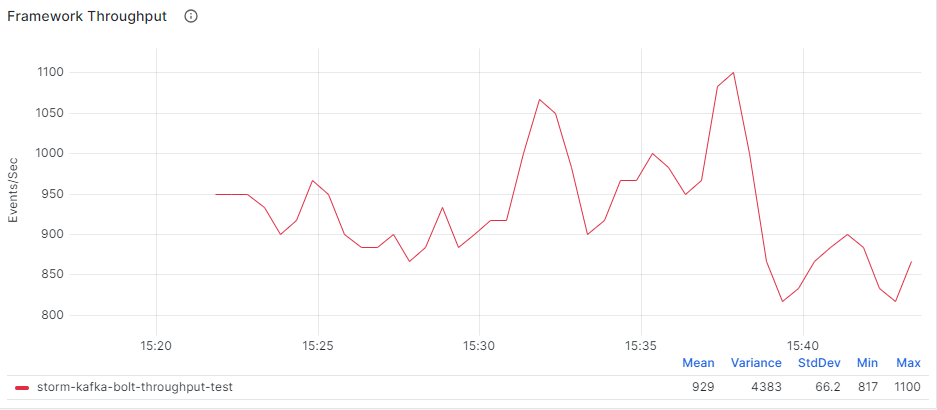 Framework Throughput
Events/Sec
1100
1050
1000
950
900
850
800
15:20 15:25 15:30 15:35 15:40
Mean Variance StdDev Min Max
storm-kafka-bolt-throughput-test 929 4383 66.2 817 1100